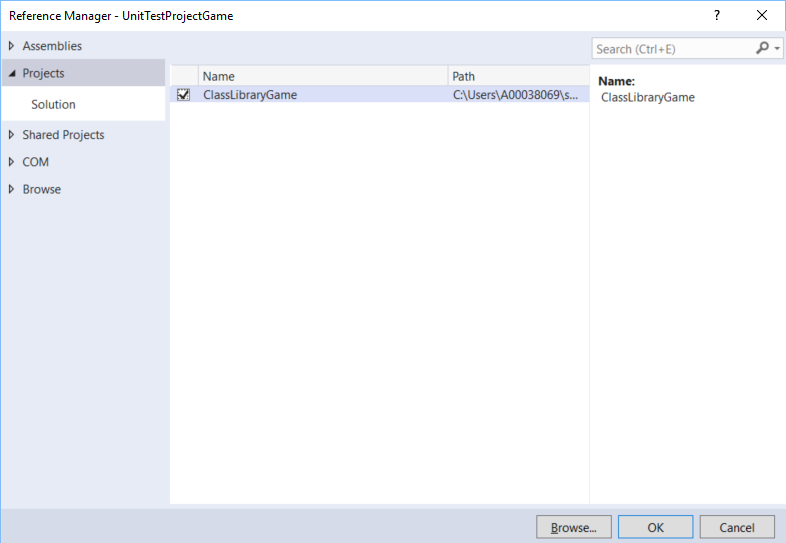 Reference Manager - UnitTestProjectGame
?
Assemblies
Search (Ctrl+E)
Projects
Solution
Shared Projects
COM
Browse
Name Path
ClassLibraryGame C:\Users\A00038069\s...
Name:
ClassLibraryGame
Browse... OK Cancel